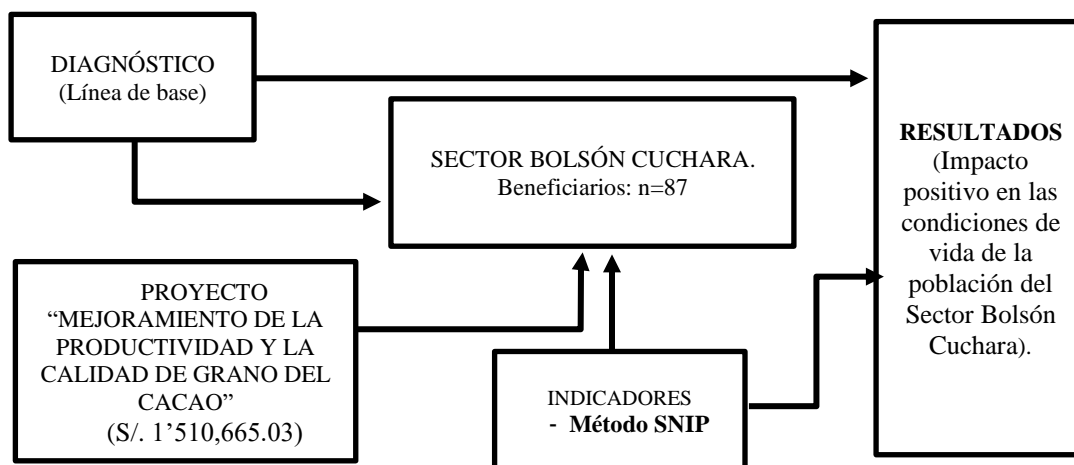 DIAGNÓSTICO
(Línea de base)
SECTOR BOLSÓN CUCHARA.
Beneficiarios: n=87
PROYECTO
“MEJORAMIENTO DE LA
PRODUCTIVIDAD Y LA
CALIDAD DE GRANO DEL
CACAO”
(S/. 1’510,665.03)
INDICADORES
- Método SNIP
RESULTADOS
(Impacto
positivo en las
condiciones de
vida de la
población del
Sector Bolsón
Cuchara).